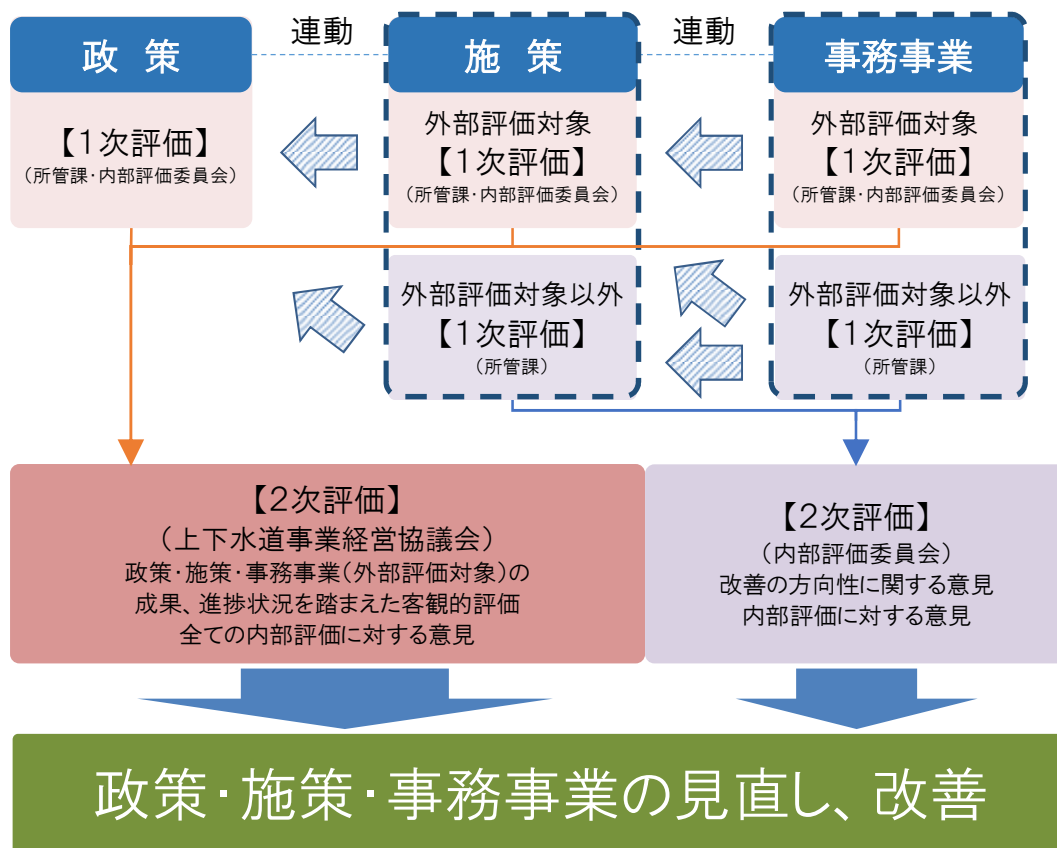 政策
連動
施策
連動
事務事業
【1次評価】
(所管課・内部評価委員会)
外部評価対象
【1次評価】
(所管課・内部評価委員会)
外部評価対象
【1次評価】
(所管課・内部評価委員会)
外部評価対象以外
【1次評価】
(所管課)
外部評価対象以外
【1次評価】
(所管課)
【2次評価】
(上下水道事業経営協議会)
政策・施策・事務事業(外部評価対象)の
成果、進捗状況を踏まえた客観的評価
全ての内部評価に対する意見
【2次評価】
(内部評価委員会)
改善の方向性に関する意見
内部評価に対する意見
政策・施策・事務事業の見直し、改善